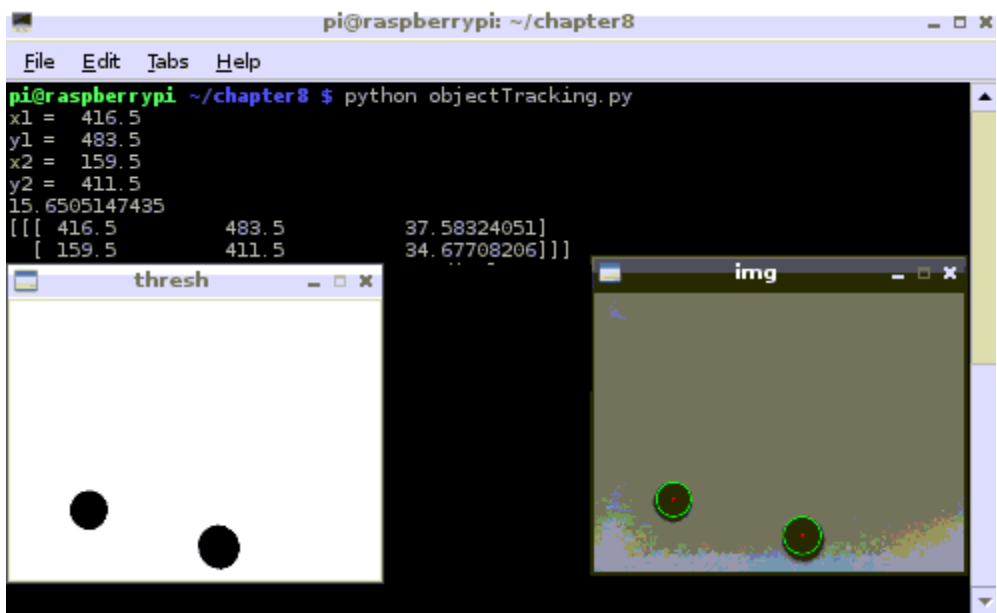 pi@raspberrypi: ~/chapter8
File Edit Tabs Help
pi@raspberrypi ~/chapter8 $ python objectTracking.py
x1 =  416.5
y1 =  483.5
x2 =  159.5
y2 =  411.5
15.6505147435
[[[ 416.5         483.5          37.58324051]
  [ 159.5         411.5          34.67708206]]]
thresh
img